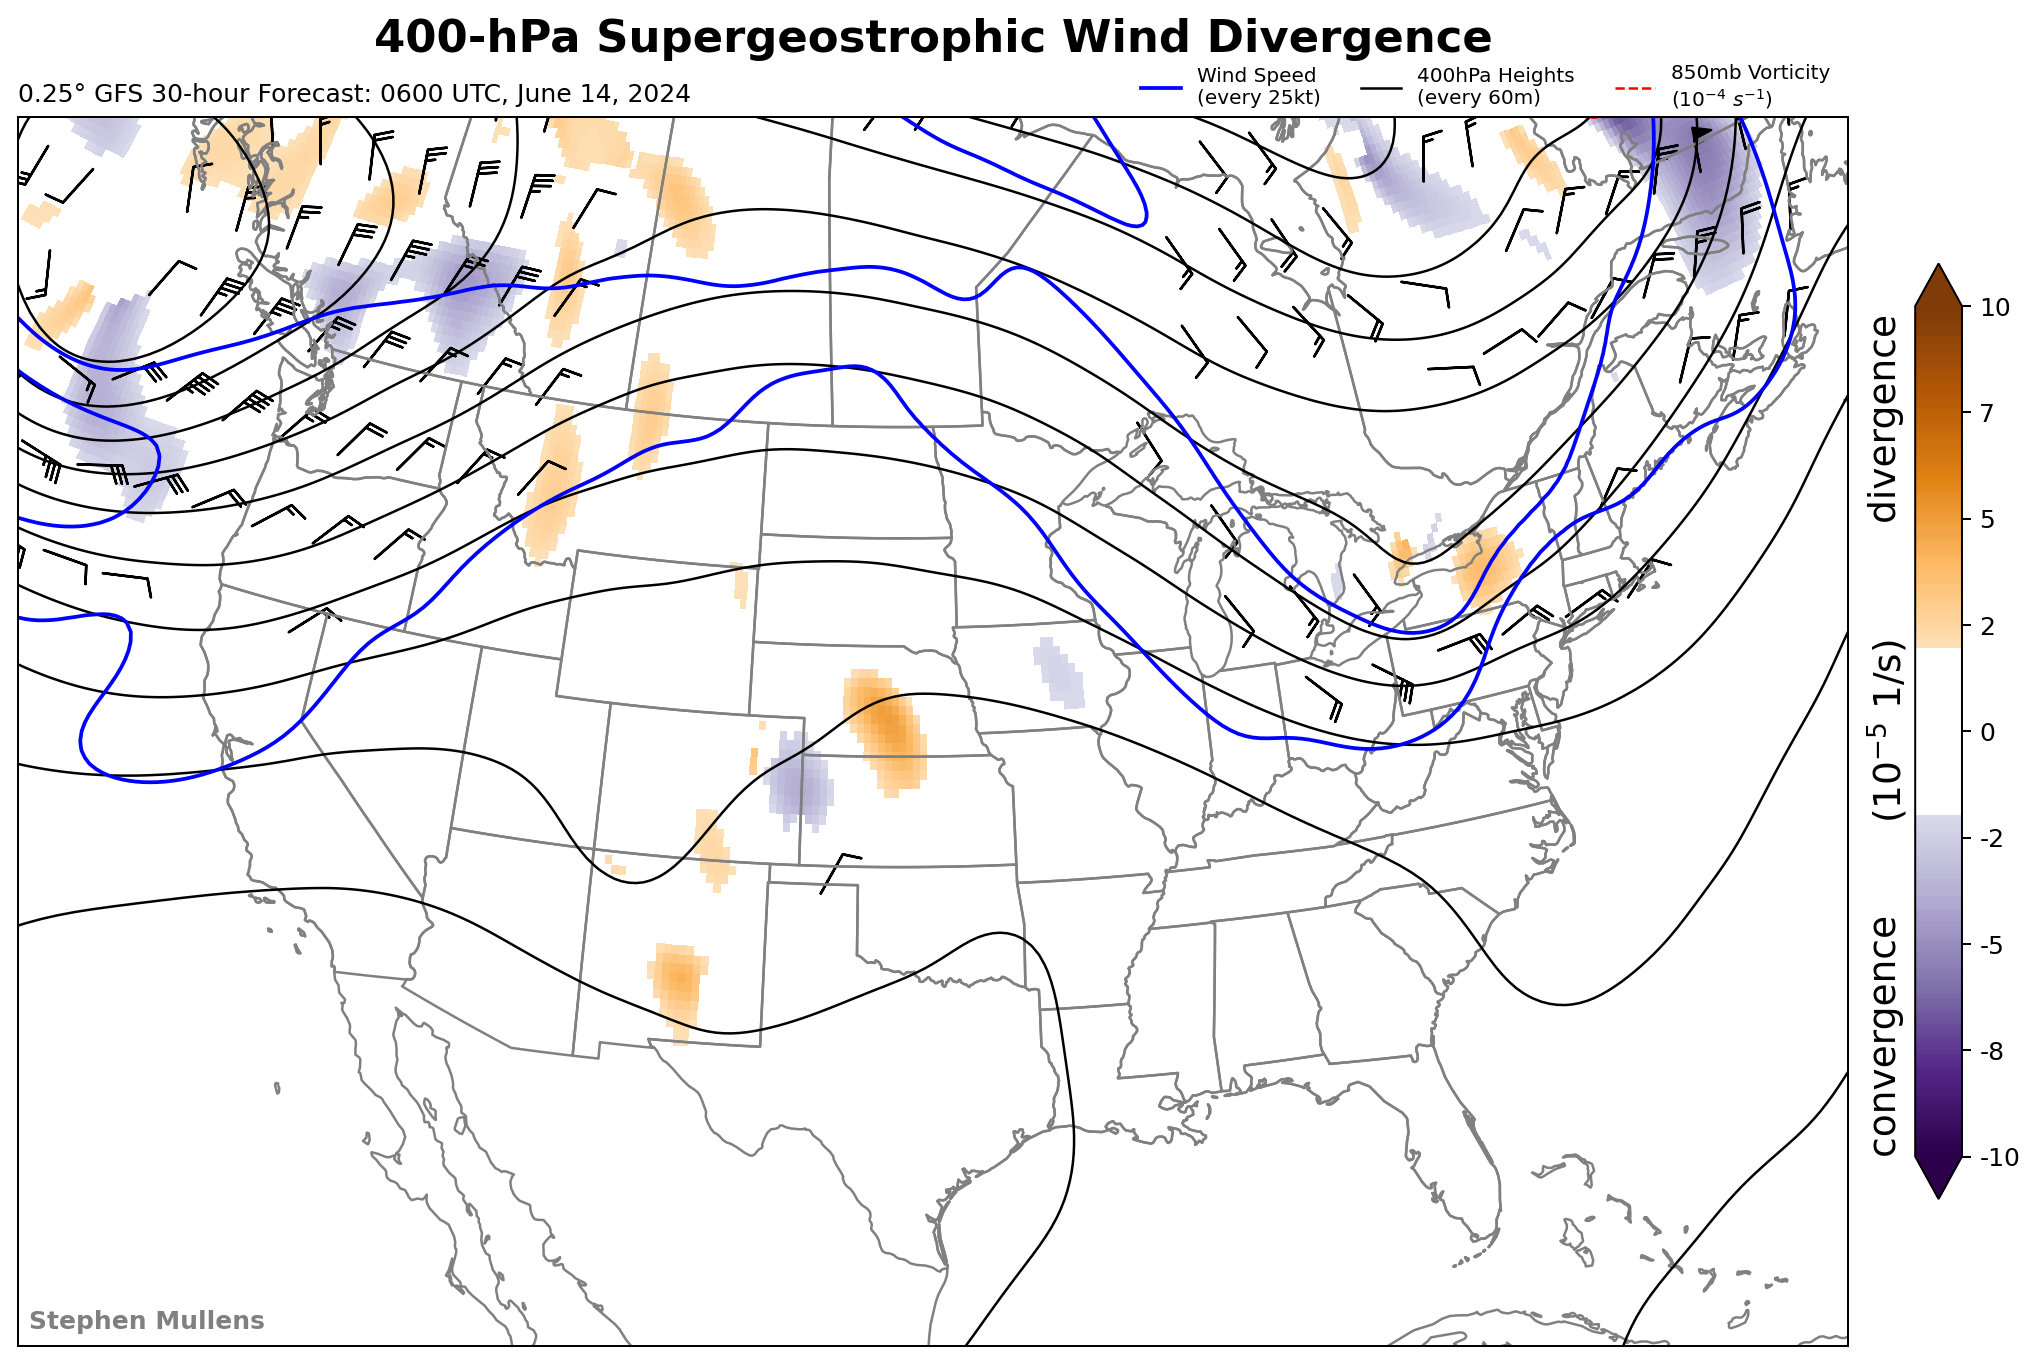 400-hPa Supergeostrophic Wind Divergence
0.25° GFS 30-hour Forecast: 0600 UTC, June 14, 2024
Wind Speed
(every 25kt)
400hPa Heights
(every 60m)
850mb Vorticity
(10⁻⁴ s⁻¹)
10
7
5
2
0
-2
-5
-8
-10
convergence (10⁻⁵ 1/s) divergence
Stephen Mullens